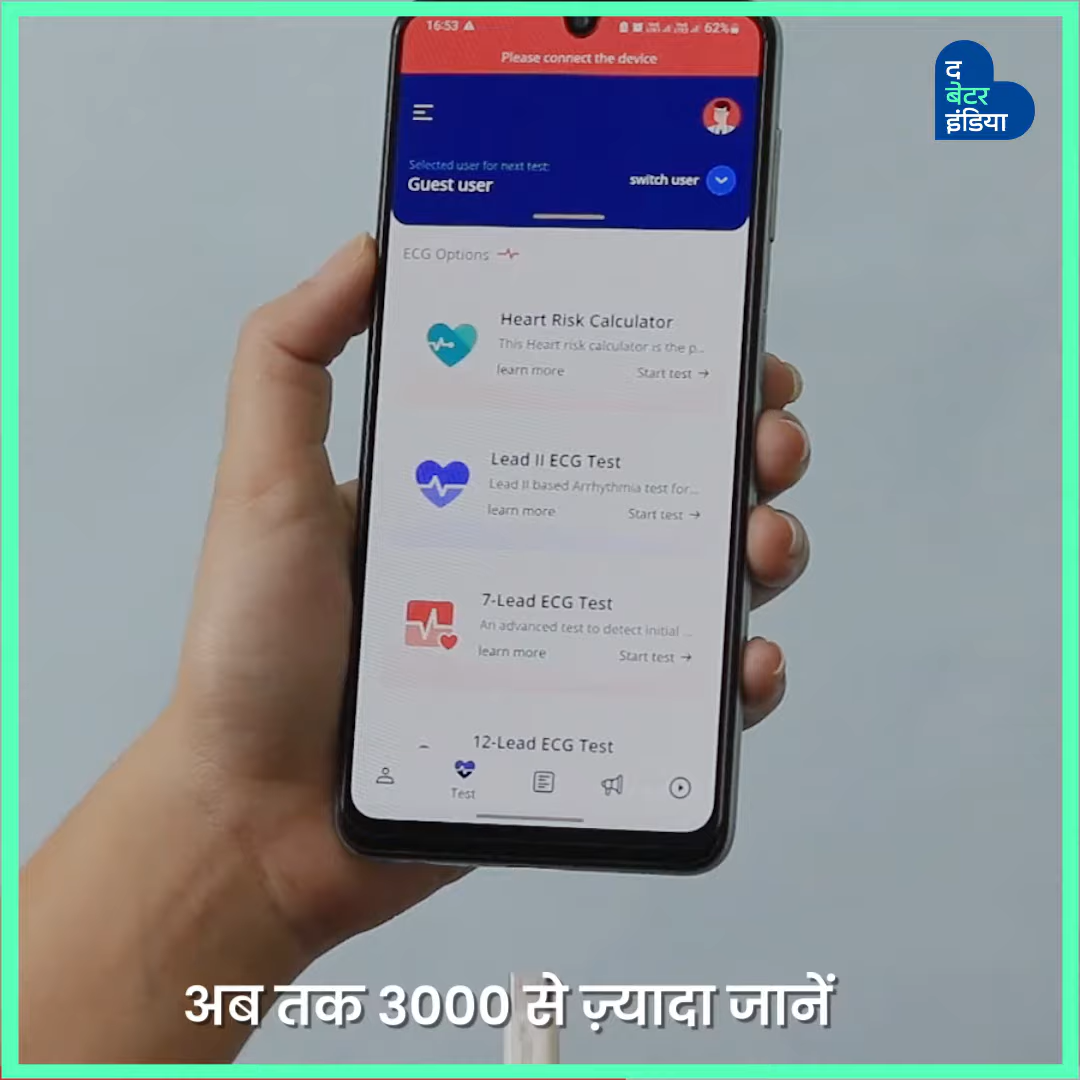 16:53
62%
Please connect the device
द
बेटर
इंडिया
Selected user for next test:
Guest user
switch user
ECG Options
Heart Risk Calculator
This Heart risk calculator is the p...
learn more
Start test →
Lead II ECG Test
Lead II based Arrhythmia test for...
learn more
Start test →
7-Lead ECG Test
An advanced test to detect initial ...
learn more
Start test →
12-Lead ECG Test
Test
अब तक 3000 से ज़्यादा जानें